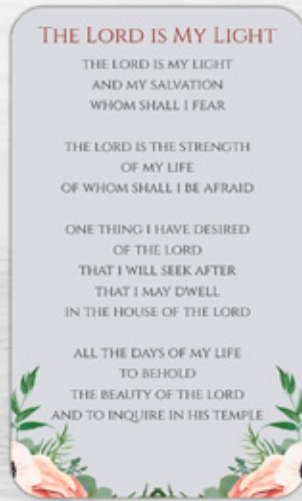 The Lord is My Light
THE LORD IS MY LIGHT
AND MY SALVATION
WHOM SHALL I FEAR
THE LORD IS THE STRENGTH
OF MY LIFE
OF WHOM SHALL I BE AFRAID
ONE THING I HAVE DESIRED
OF THE LORD
THAT I WILL SEEK AFTER
THAT I MAY DWELL
IN THE HOUSE OF THE LORD
ALL THE DAYS OF MY LIFE
TO BEHOLD
THE BEAUTY OF THE LORD
AND TO INQUIRE IN HIS TEMPLE